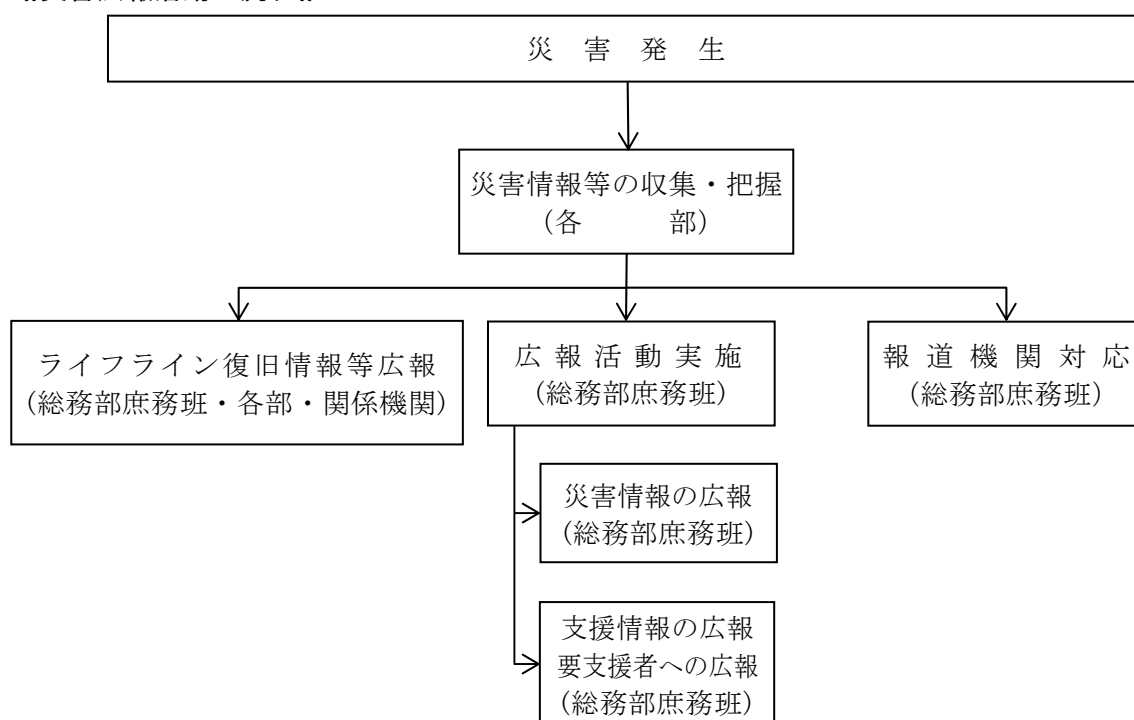 災害発生
災害情報等の収集・把握
(各　　　部)
ライフライン復旧情報等広報
(総務部庶務班・各部・関係機関)
広報活動実施
(総務部庶務班)
報道機関対応
(総務部庶務班)
災害情報の広報
(総務部庶務班)
支援情報の広報
要支援者への広報
(総務部庶務班)